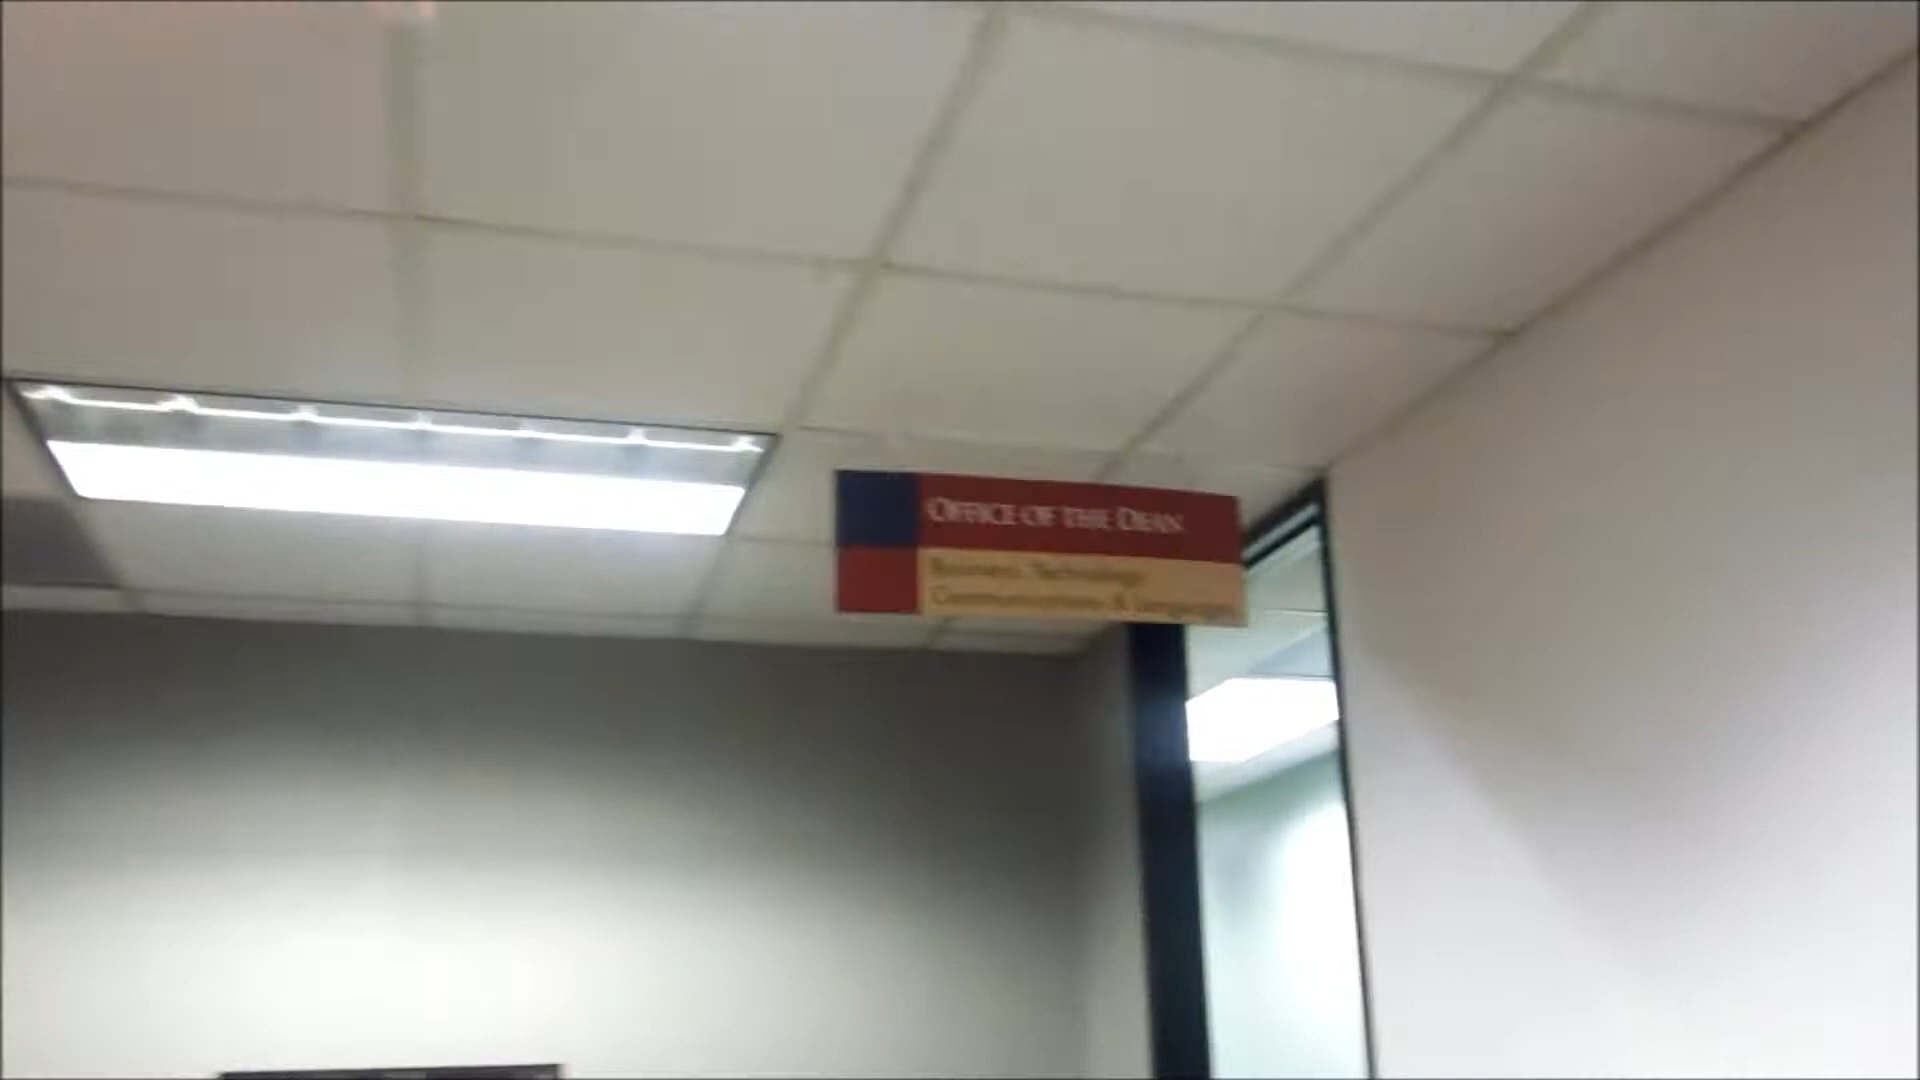 OFFICE OF THE DEAN
Business, Technology
Communications & Languages